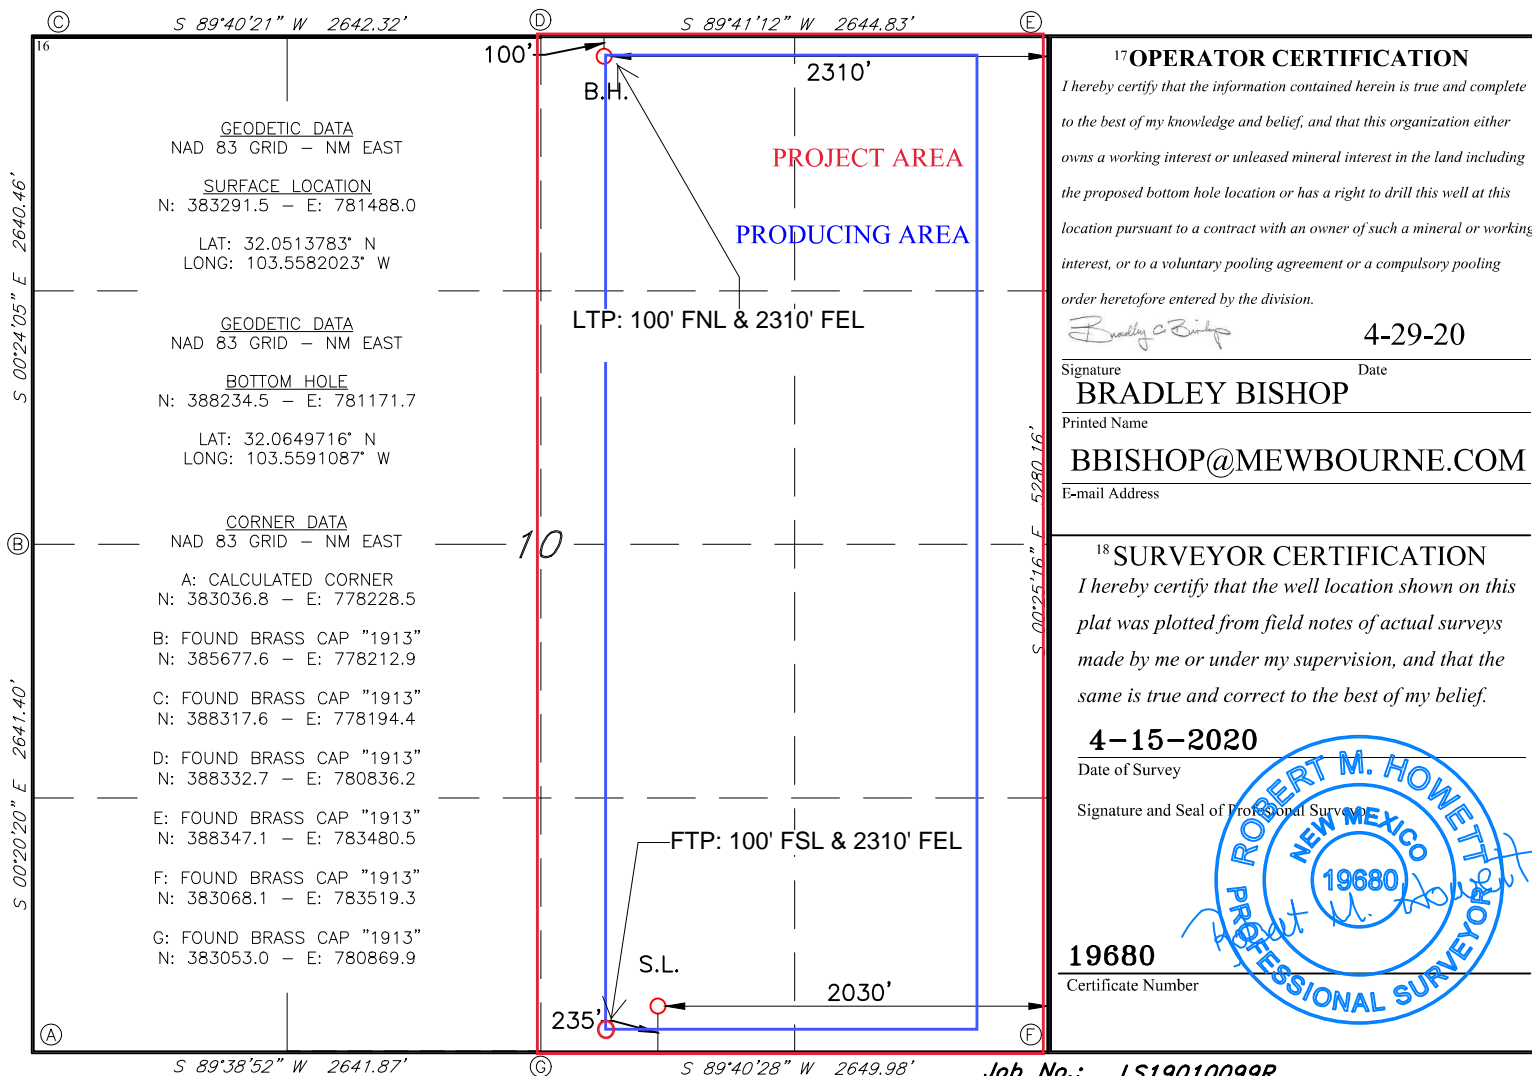 C
S 89°40'21" W 2642.32'
D
S 89°41'12" W 2644.83'
E
16
100'
2310'
B.H.
GEODETIC DATA
NAD 83 GRID – NM EAST
SURFACE LOCATION
N: 383291.5 – E: 781488.0
LAT: 32.0513783° N
LONG: 103.5582023° W
GEODETIC DATA
NAD 83 GRID – NM EAST
BOTTOM HOLE
N: 388234.5 – E: 781171.7
LAT: 32.0649716° N
LONG: 103.5591087° W
CORNER DATA
NAD 83 GRID – NM EAST
A: CALCULATED CORNER
N: 383036.8 – E: 778228.5
B: FOUND BRASS CAP "1913"
N: 385677.6 – E: 778212.9
C: FOUND BRASS CAP "1913"
N: 388317.6 – E: 778194.4
D: FOUND BRASS CAP "1913"
N: 388332.7 – E: 780836.2
E: FOUND BRASS CAP "1913"
N: 388347.1 – E: 783480.5
F: FOUND BRASS CAP "1913"
N: 383068.1 – E: 783519.3
G: FOUND BRASS CAP "1913"
N: 383053.0 – E: 780869.9
S 00°24'05" E 2640.46'
B
S 00°20'20" E 2641.40'
A
S 89°38'52" W 2641.87'
PROJECT AREA
PRODUCING AREA
LTP: 100' FNL & 2310' FEL
10
S 00°25'16" E 5280.16'
FTP: 100' FSL & 2310' FEL
S.L.
2030'
235'
F
G
S 89°40'28" W 2649.98'
Job No.: LS19010099R
17 OPERATOR CERTIFICATION
I hereby certify that the information contained herein is true and complete
to the best of my knowledge and belief, and that this organization either
owns a working interest or unleased mineral interest in the land including
the proposed bottom hole location or has a right to drill this well at this
location pursuant to a contract with an owner of such a mineral or working
interest, or to a voluntary pooling agreement or a compulsory pooling
order heretofore entered by the division.
Bradley C. Bishop
4-29-20
Signature Date
BRADLEY BISHOP
Printed Name
BBISHOP@MEWBOURNE.COM
E-mail Address
18 SURVEYOR CERTIFICATION
I hereby certify that the well location shown on this
plat was plotted from field notes of actual surveys
made by me or under my supervision, and that the
same is true and correct to the best of my belief.
4-15-2020
Date of Survey
Signature and Seal of Professional Surveyor:
ROBERT M. HOWETT
NEW MEXICO
19680
PROFESSIONAL SURVEYOR
Robert M. Howett
19680
Certificate Number